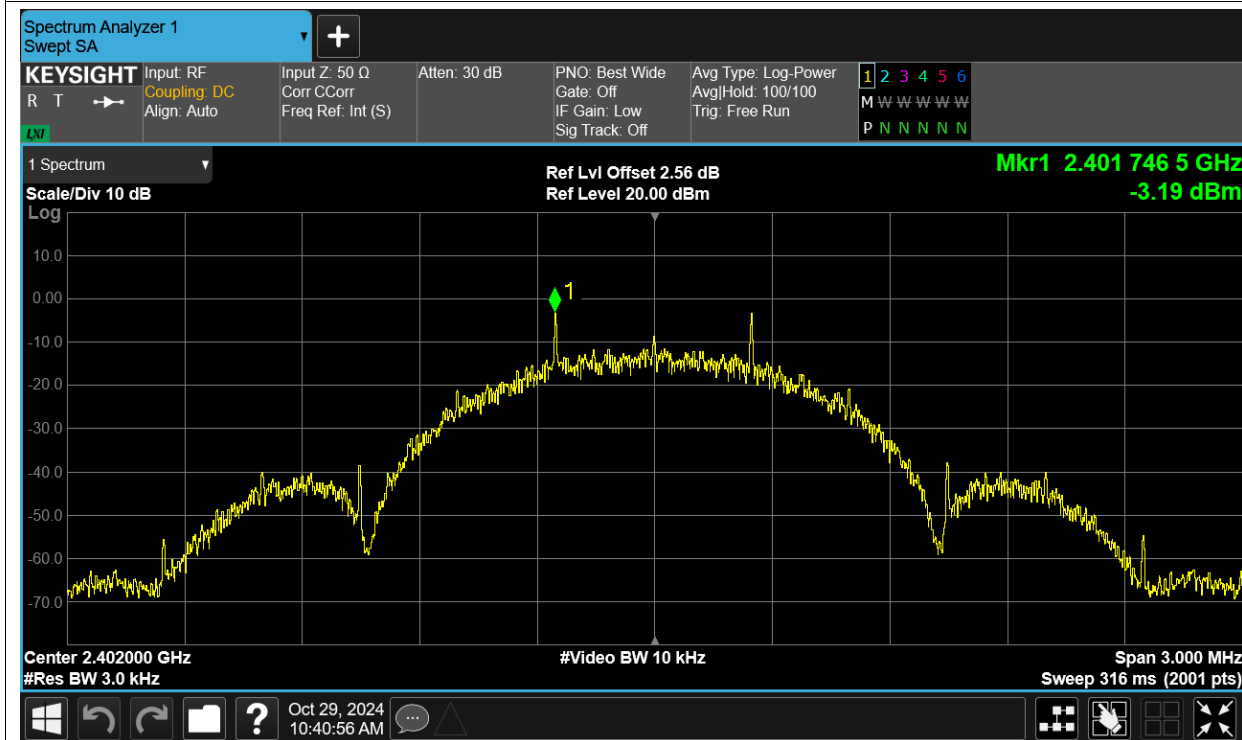 Spectrum Analyzer 1
Swept SA
+
KEYSIGHT
R T
LXI
Input: RF
Coupling: DC
Align: Auto
Input Z: 50 Ω
Corr CCorr
Freq Ref: Int (S)
Atten: 30 dB
PNO: Best Wide
Gate: Off
IF Gain: Low
Sig Track: Off
Avg Type: Log-Power
Avg|Hold: 100/100
Trig: Free Run
1 2 3 4 5 6
M W W W W W
P N N N N N
1 Spectrum
Scale/Div 10 dB
Log
Ref Lvl Offset 2.56 dB
Ref Level 20.00 dBm
Mkr1 2.401 746 5 GHz
-3.19 dBm
10.0
0.00
-10.0
-20.0
-30.0
-40.0
-50.0
-60.0
-70.0
1
Center 2.402000 GHz
#Res BW 3.0 kHz
#Video BW 10 kHz
Span 3.000 MHz
Sweep 316 ms (2001 pts)
?
Oct 29, 2024
10:40:56 AM